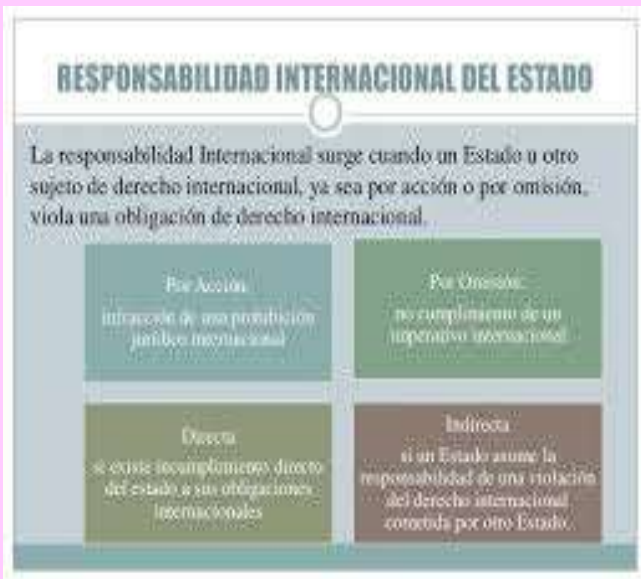 RESPONSABILIDAD INTERNACIONAL DEL ESTADO
La responsabilidad Internacional surge cuando un Estado u otro
sujeto de derecho internacional, ya sea por acción o por omisión,
viola una obligación de derecho internacional.
Por Acción:
infracción de una prohibición
jurídico internacional
Por Omisión:
no cumplimiento de un
imperativo internacional
Directa
si existe incumplimiento directo
del estado a sus obligaciones
internacionales
Indirecta
si un Estado asume la
responsabilidad de una violación
del derecho internacional
cometida por otro Estado.